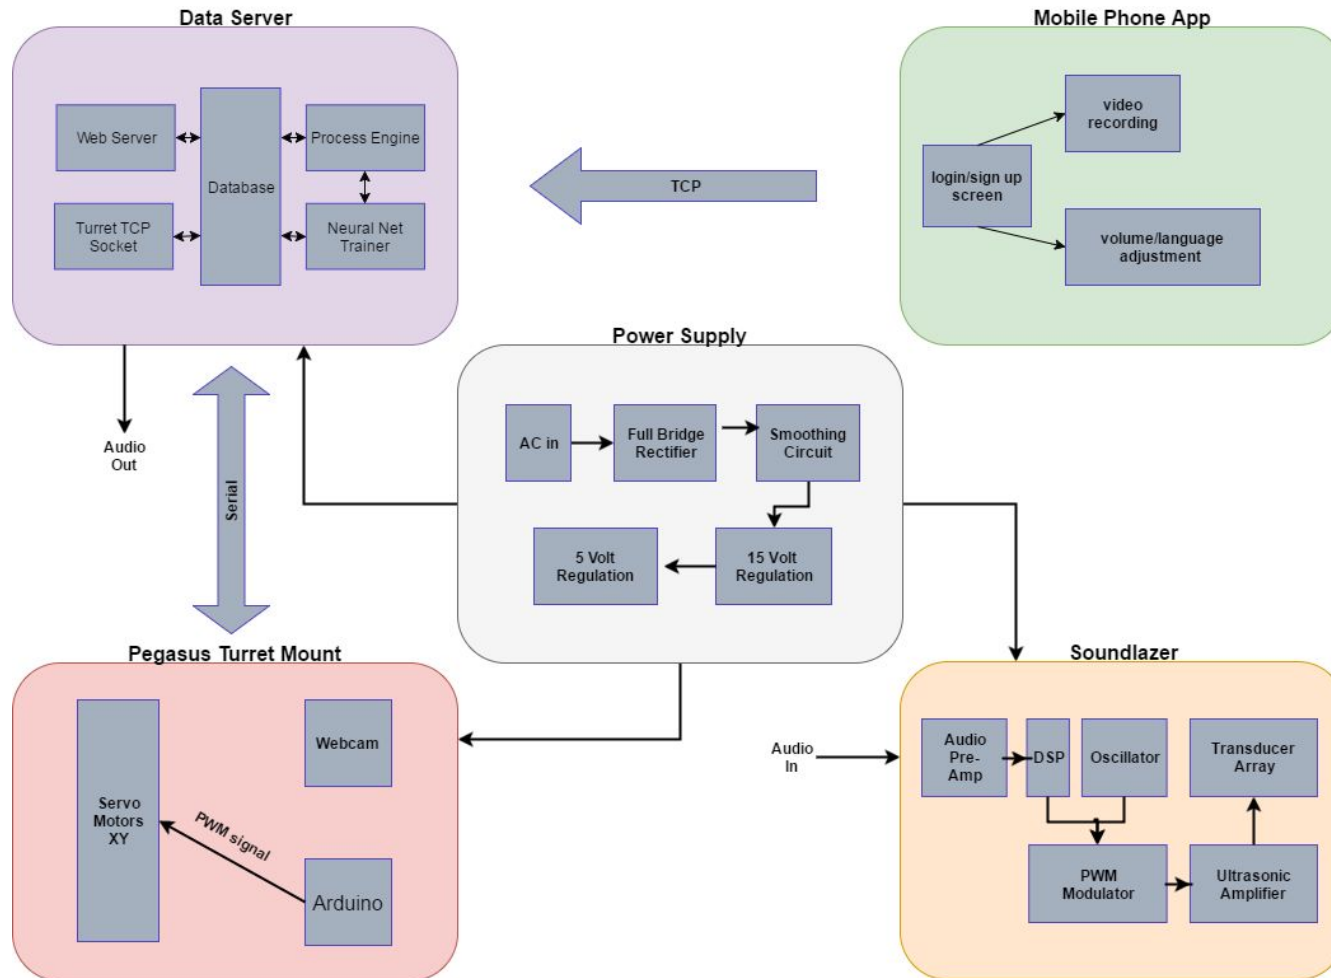 Data Server
Web Server
Turret TCP
Socket
Database
Process Engine
Neural Net
Trainer
TCP
Mobile Phone App
login/sign up
screen
video
recording
volume/language
adjustment
Audio
Out
Serial
Power Supply
AC in
Full Bridge
Rectifier
Smoothing
Circuit
5 Volt
Regulation
15 Volt
Regulation
Pegasus Turret Mount
Servo
Motors
XY
PWM signal
Webcam
Arduino
Audio
In
Soundlazer
Audio
Pre-
Amp
DSP
Oscillator
Transducer
Array
PWM
Modulator
Ultrasonic
Amplifier